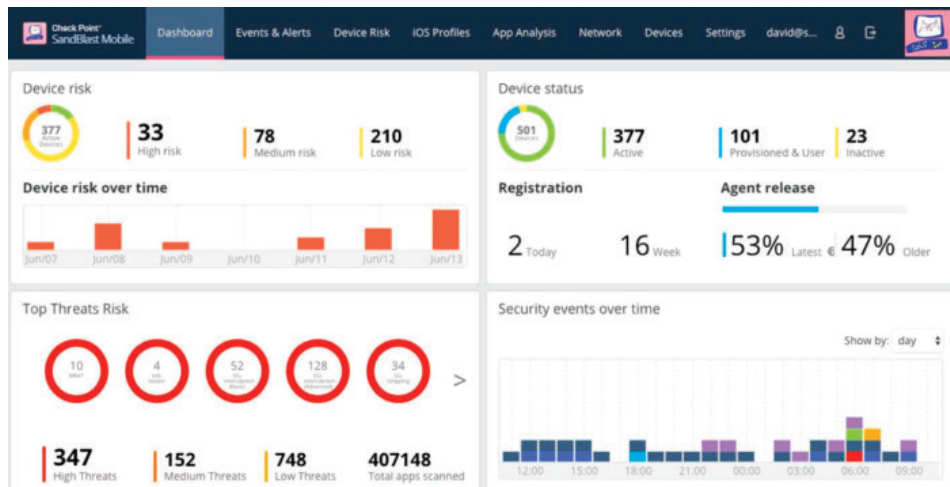 Check Point
SandBlast Mobile
Dashboard
Events & Alerts
Device Risk
iOS Profiles
App Analysis
Network
Devices
Settings
david@s...
Device risk
377
Active
Devices
33
High risk
78
Medium risk
210
Low risk
Device risk over time
Jun/07 Jun/08 Jun/09 Jun/10 Jun/11 Jun/12 Jun/13
Device status
501
Devices
377
Active
101
Provisioned & User
23
Inactive
Registration
2 Today
16 Week
Agent release
53% Latest
47% Older
Top Threats Risk
10
4
52
128
34
>
347
High Threats
152
Medium Threats
748
Low Threats
407148
Total apps scanned
Security events over time
Show by: day
12:00 15:00 18:00 21:00 00:00 03:00 06:00 09:00